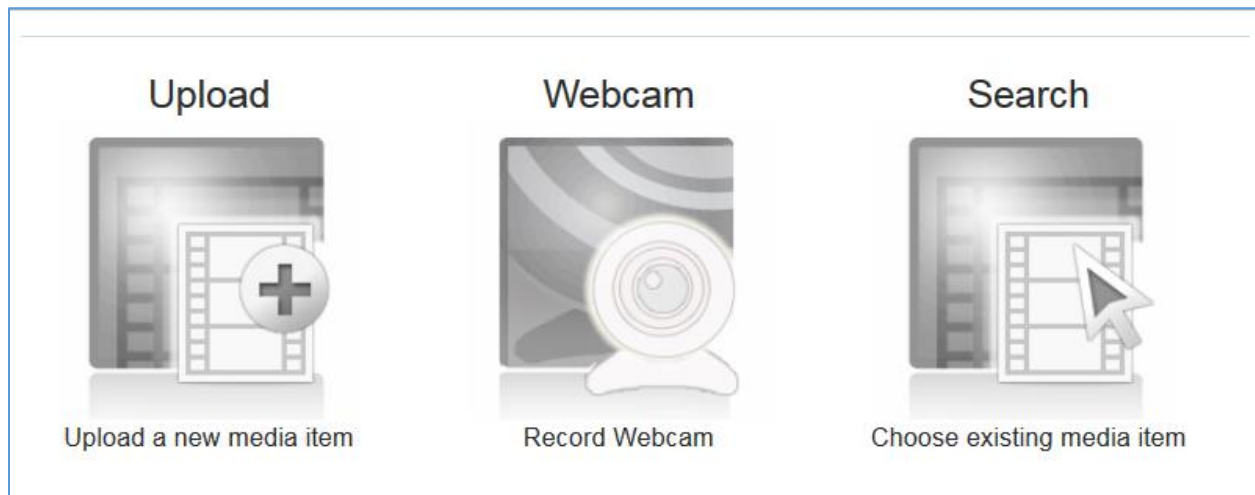 Upload
Webcam
Search
Upload a new media item
Record Webcam
Choose existing media item